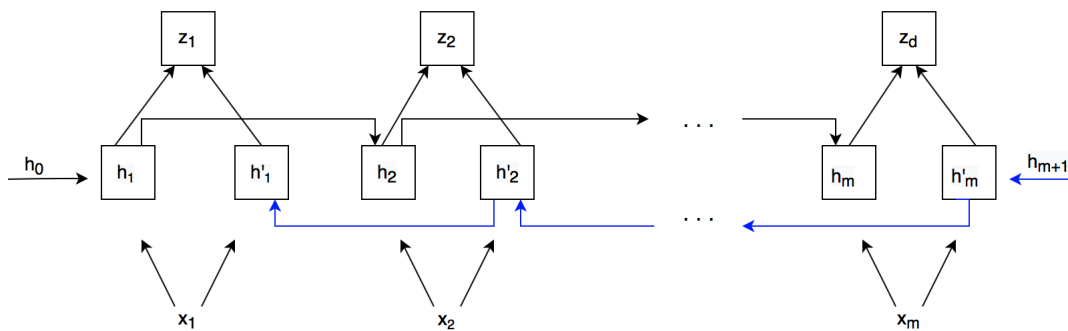 z1 z2 zd
h0 h1 h'1 h2 h'2 . . . hm h'm hm+1
. . .
x1 x2 xm